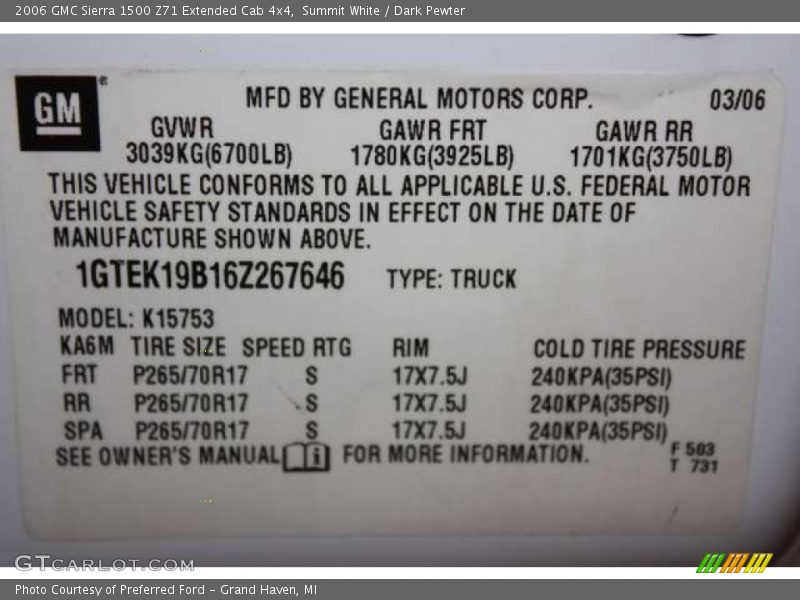 2006 GMC Sierra 1500 Z71 Extended Cab 4x4, Summit White / Dark Pewter
GM ®
MFD BY GENERAL MOTORS CORP. 03/06
GVWR GAWR FRT GAWR RR
3039KG(6700LB) 1780KG(3925LB) 1701KG(3750LB)
THIS VEHICLE CONFORMS TO ALL APPLICABLE U.S. FEDERAL MOTOR
VEHICLE SAFETY STANDARDS IN EFFECT ON THE DATE OF
MANUFACTURE SHOWN ABOVE.
1GTEK19B16Z267646 TYPE: TRUCK
MODEL: K15753
KA6M TIRE SIZE SPEED RTG RIM COLD TIRE PRESSURE
FRT P265/70R17 S 17X7.5J 240KPA(35PSI)
RR P265/70R17 S 17X7.5J 240KPA(35PSI)
SPA P265/70R17 S 17X7.5J 240KPA(35PSI)
SEE OWNER'S MANUAL i FOR MORE INFORMATION.
F 503
T 731
GTCARLOT.COM
Photo Courtesy of Preferred Ford - Grand Haven, MI